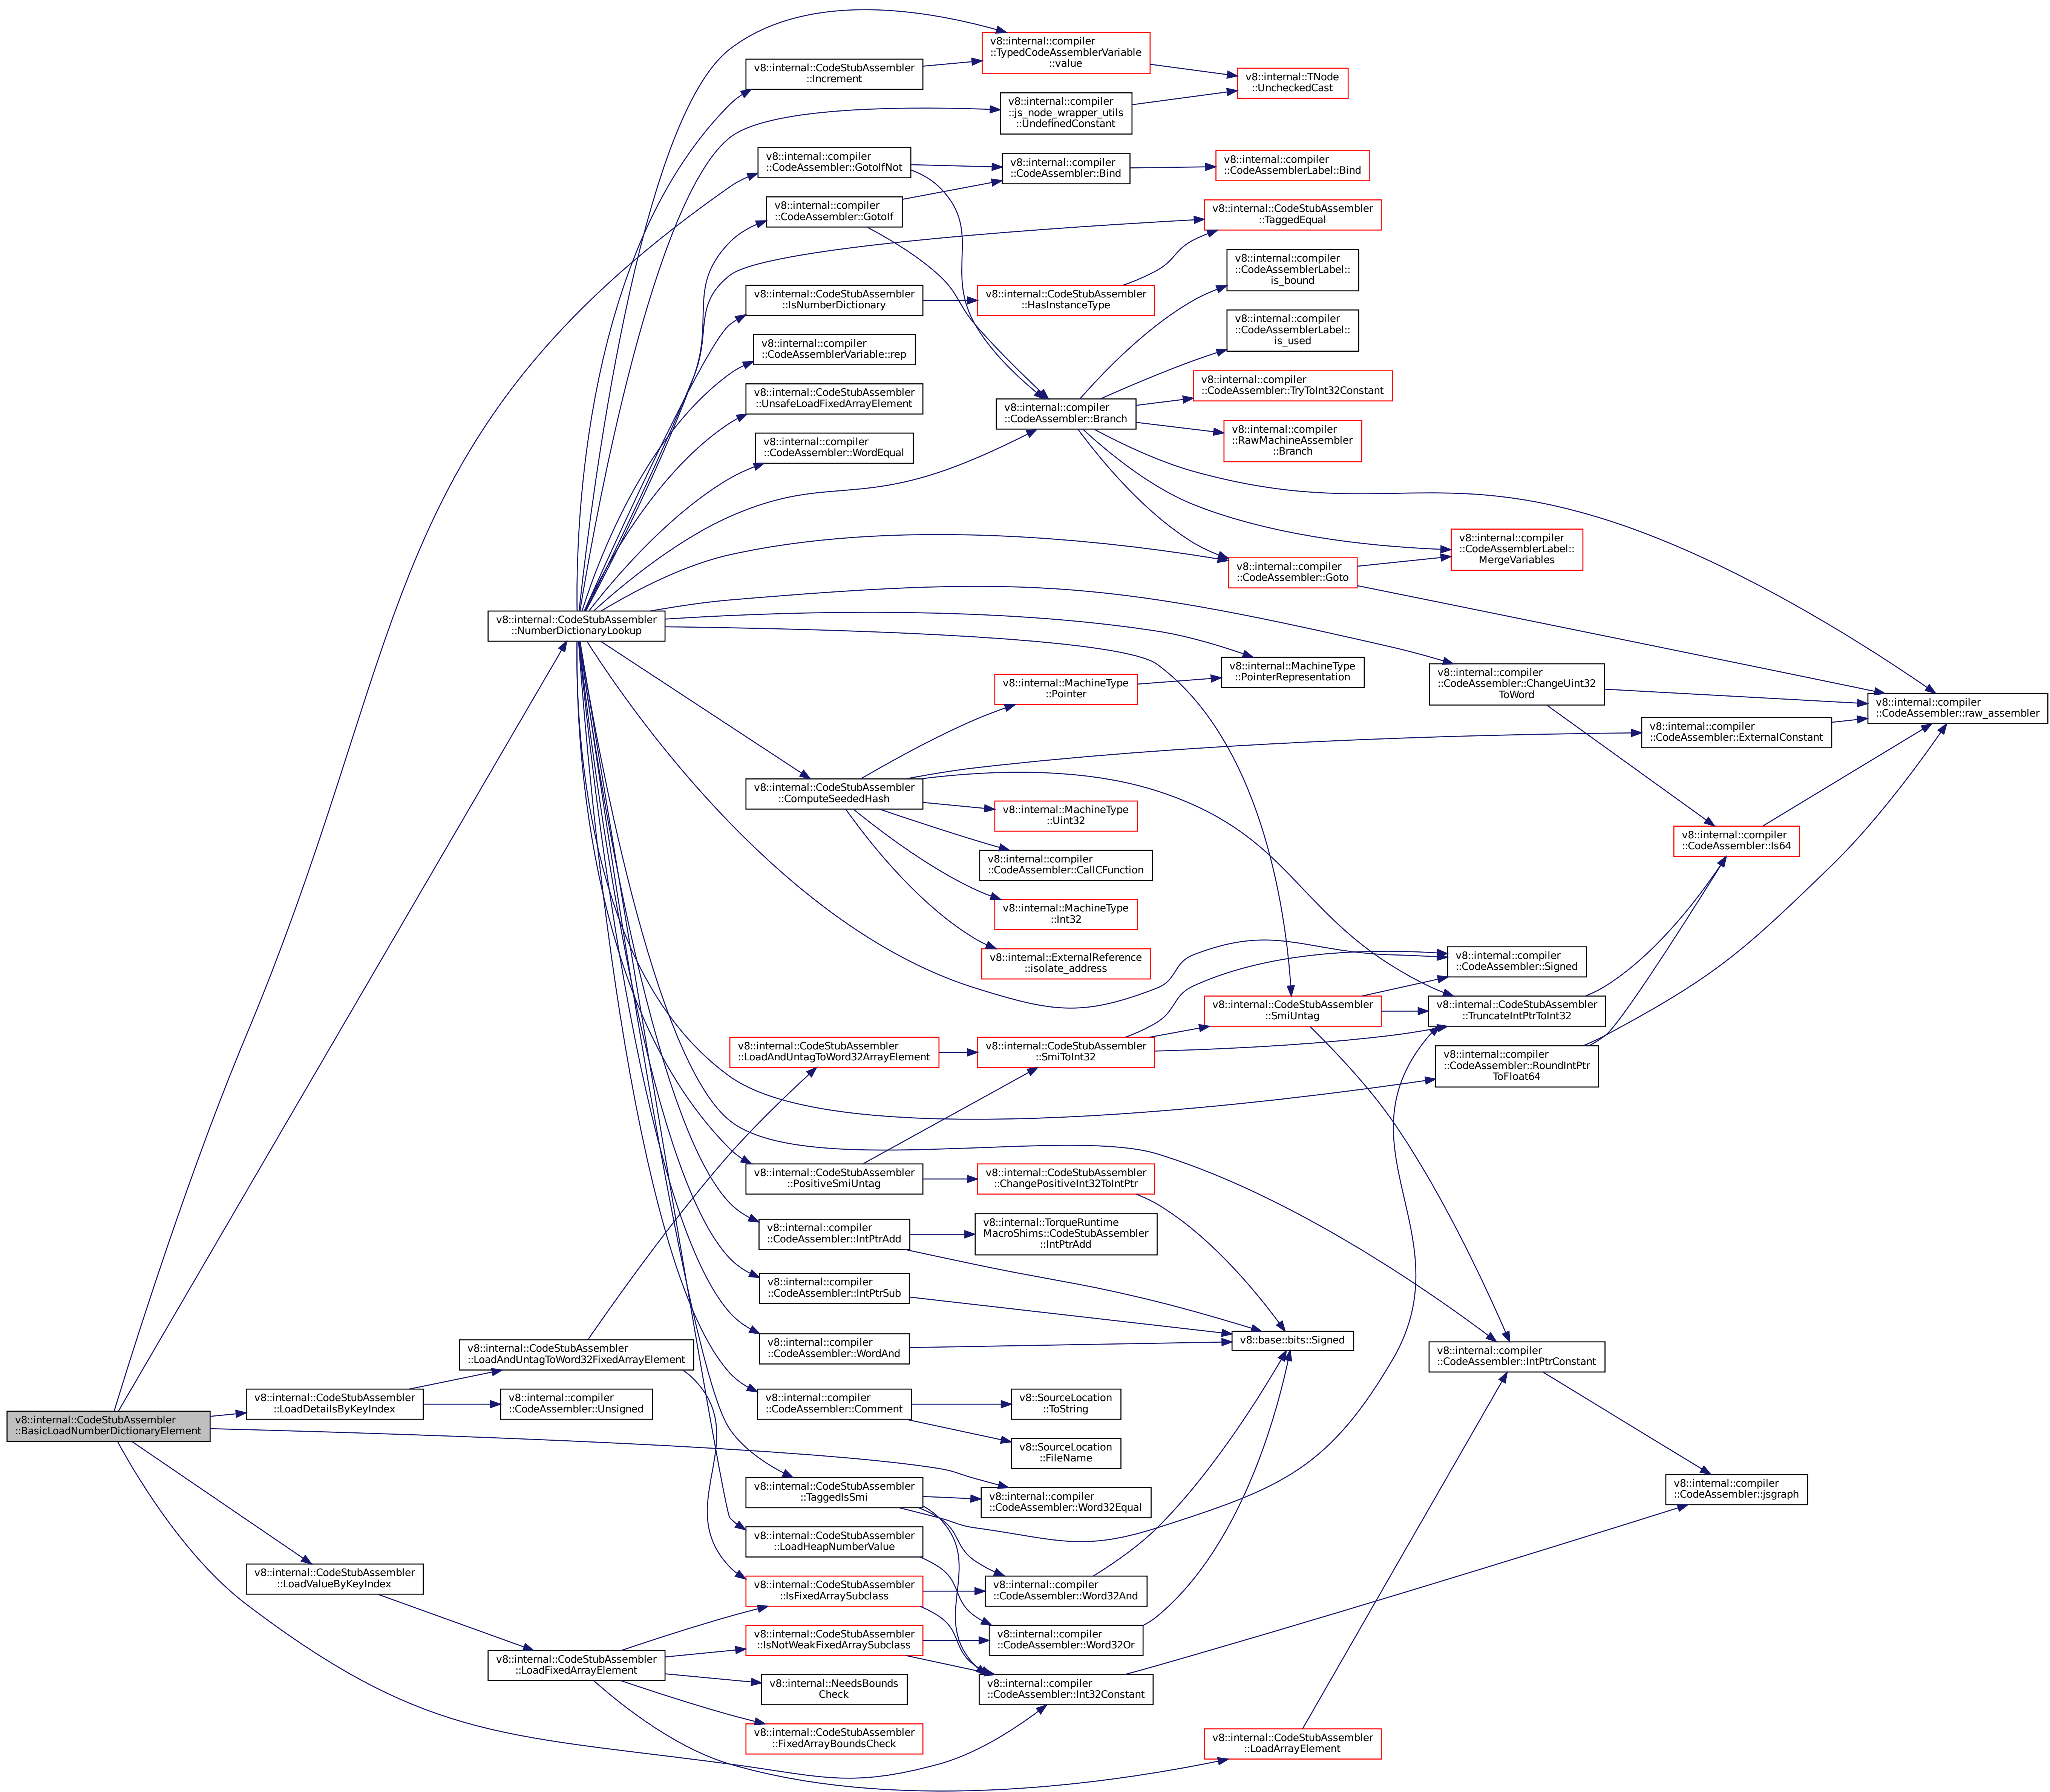 v8::internal::CodeStubAssembler
::BasicLoadNumberDictionaryElement
v8::internal::CodeStubAssembler
::LoadDetailsByKeyIndex
v8::internal::CodeStubAssembler
::LoadValueByKeyIndex
v8::internal::CodeStubAssembler
::NumberDictionaryLookup
v8::internal::CodeStubAssembler
::LoadAndUntagToWord32FixedArrayElement
v8::internal::compiler
::CodeAssembler::Unsigned
v8::internal::CodeStubAssembler
::LoadFixedArrayElement
v8::internal::CodeStubAssembler
::Increment
v8::internal::compiler
::CodeAssembler::GotoIfNot
v8::internal::compiler
::CodeAssembler::GotoIf
v8::internal::CodeStubAssembler
::IsNumberDictionary
v8::internal::compiler
::CodeAssemblerVariable::rep
v8::internal::CodeStubAssembler
::UnsafeLoadFixedArrayElement
v8::internal::compiler
::CodeAssembler::WordEqual
v8::internal::CodeStubAssembler
::ComputeSeededHash
v8::internal::CodeStubAssembler
::LoadAndUntagToWord32ArrayElement
v8::internal::CodeStubAssembler
::PositiveSmiUntag
v8::internal::compiler
::CodeAssembler::IntPtrAdd
v8::internal::compiler
::CodeAssembler::IntPtrSub
v8::internal::compiler
::CodeAssembler::WordAnd
v8::internal::compiler
::CodeAssembler::Comment
v8::internal::CodeStubAssembler
::TaggedIsSmi
v8::internal::CodeStubAssembler
::LoadHeapNumberValue
v8::internal::CodeStubAssembler
::IsFixedArraySubclass
v8::internal::CodeStubAssembler
::IsNotWeakFixedArraySubclass
v8::internal::NeedsBounds
Check
v8::internal::CodeStubAssembler
::FixedArrayBoundsCheck
v8::internal::compiler
::TypedCodeAssemblerVariable
::value
v8::internal::compiler
::js_node_wrapper_utils
::UndefinedConstant
v8::internal::compiler
::CodeAssembler::Bind
v8::internal::CodeStubAssembler
::HasInstanceType
v8::internal::compiler
::CodeAssembler::Branch
v8::internal::MachineType
::Pointer
v8::internal::MachineType
::Uint32
v8::internal::compiler
::CodeAssembler::CallCFunction
v8::internal::MachineType
::Int32
v8::internal::ExternalReference
::isolate_address
v8::internal::CodeStubAssembler
::SmiToInt32
v8::internal::CodeStubAssembler
::ChangePositiveInt32ToIntPtr
v8::internal::TorqueRuntime
MacroShims::CodeStubAssembler
::IntPtrAdd
v8::SourceLocation
::ToString
v8::SourceLocation
::FileName
v8::internal::compiler
::CodeAssembler::Word32Equal
v8::internal::compiler
::CodeAssembler::Word32And
v8::internal::compiler
::CodeAssembler::Word32Or
v8::internal::compiler
::CodeAssembler::Int32Constant
v8::internal::TNode
::UncheckedCast
v8::internal::compiler
::CodeAssemblerLabel::Bind
v8::internal::CodeStubAssembler
::TaggedEqual
v8::internal::compiler
::CodeAssemblerLabel::
is_bound
v8::internal::compiler
::CodeAssemblerLabel::
is_used
v8::internal::compiler
::CodeAssembler::TryToInt32Constant
v8::internal::compiler
::RawMachineAssembler
::Branch
v8::internal::compiler
::CodeAssembler::Goto
v8::internal::MachineType
::PointerRepresentation
v8::internal::CodeStubAssembler
::SmiUntag
v8::base::bits::Signed
v8::internal::CodeStubAssembler
::LoadArrayElement
v8::internal::compiler
::CodeAssemblerLabel::
MergeVariables
v8::internal::compiler
::CodeAssembler::ChangeUint32
ToWord
v8::internal::compiler
::CodeAssembler::Signed
v8::internal::CodeStubAssembler
::TruncateIntPtrToInt32
v8::internal::compiler
::CodeAssembler::RoundIntPtr
ToFloat64
v8::internal::compiler
::CodeAssembler::IntPtrConstant
v8::internal::compiler
::CodeAssembler::ExternalConstant
v8::internal::compiler
::CodeAssembler::Is64
v8::internal::compiler
::CodeAssembler::jsgraph
v8::internal::compiler
::CodeAssembler::raw_assembler